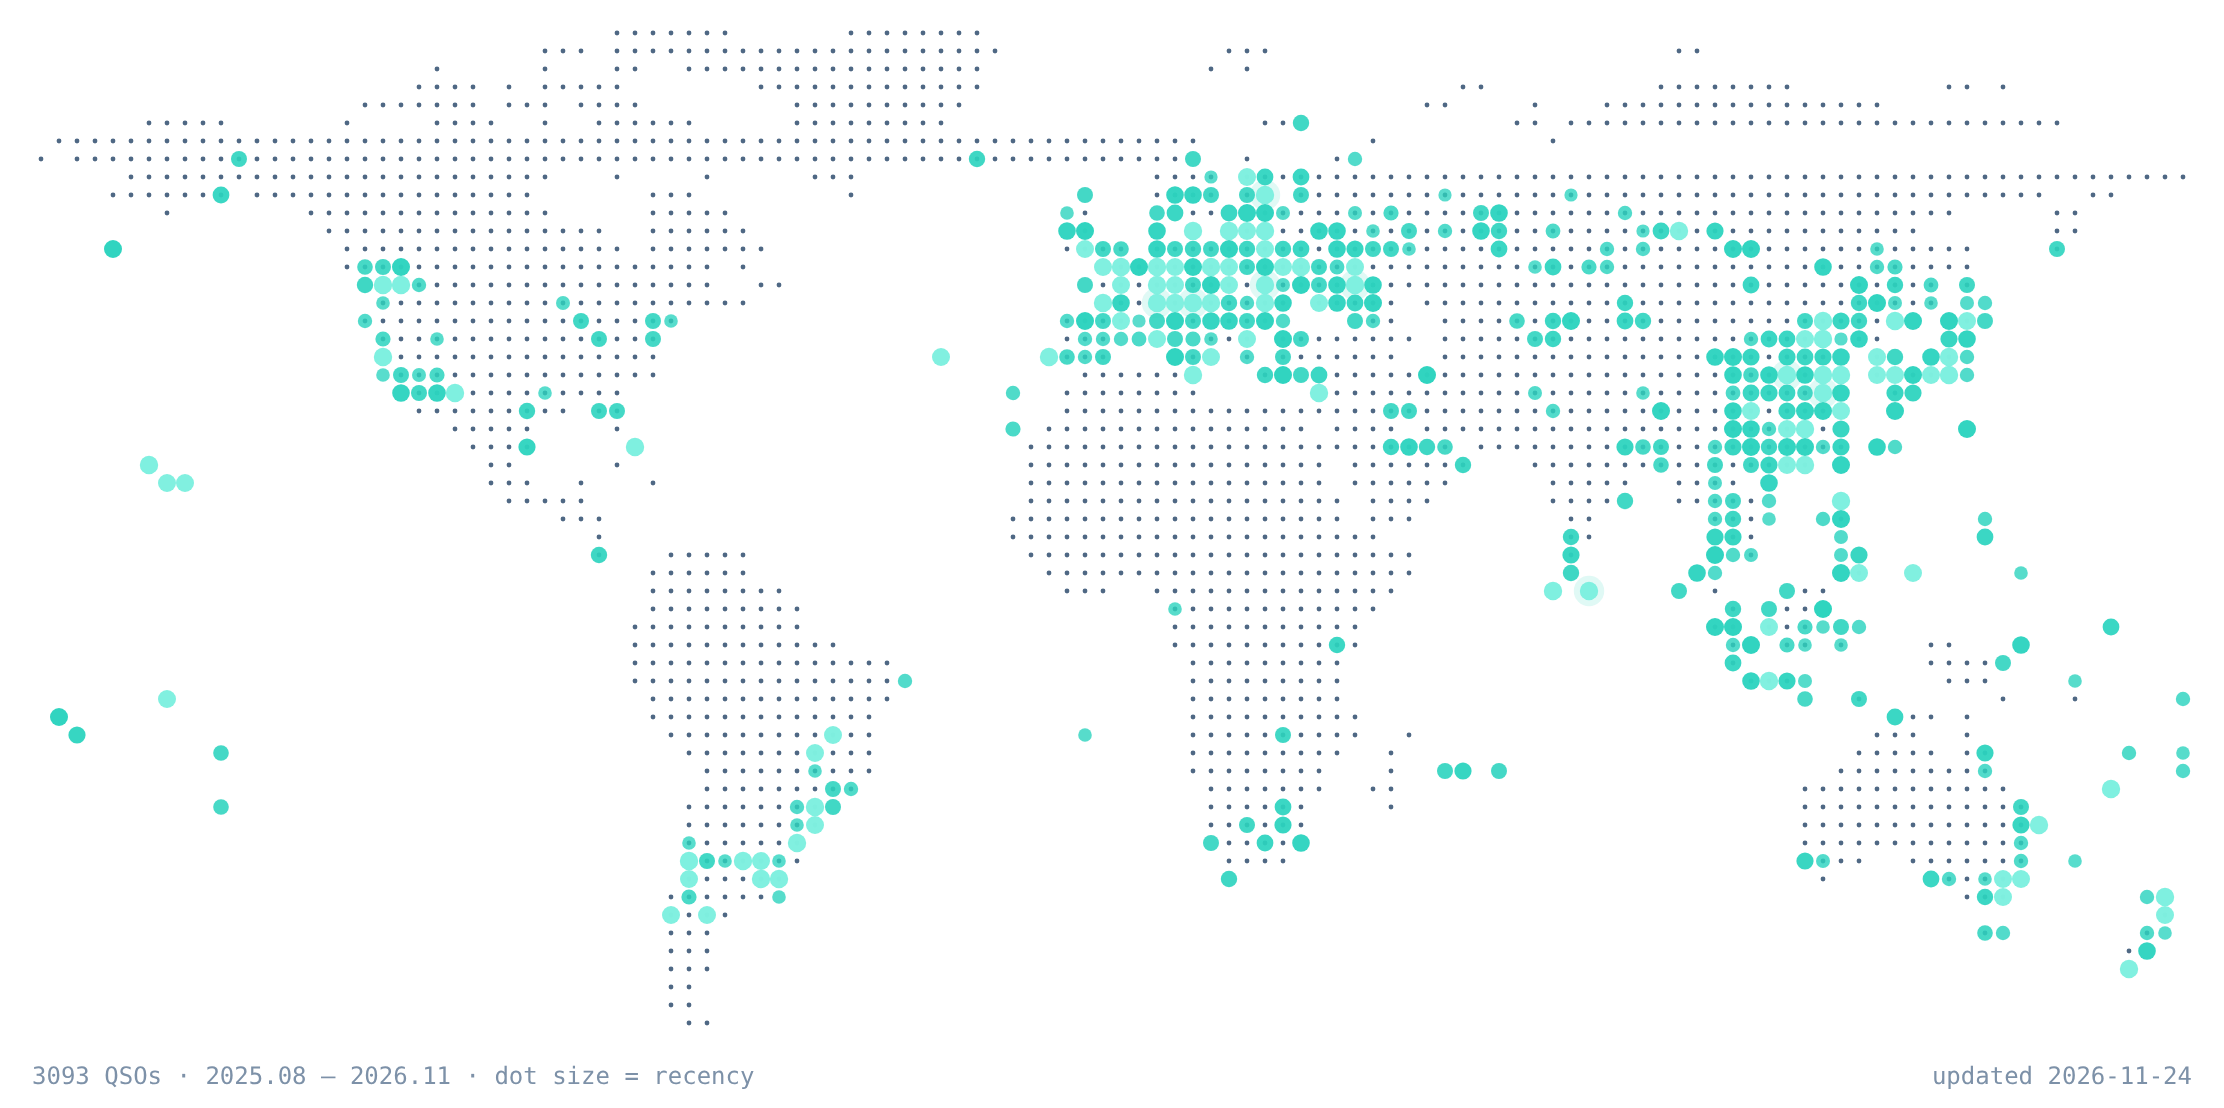 3093 QSOs · 2025.08 — 2026.11 · dot size = recency
updated 2026-11-24